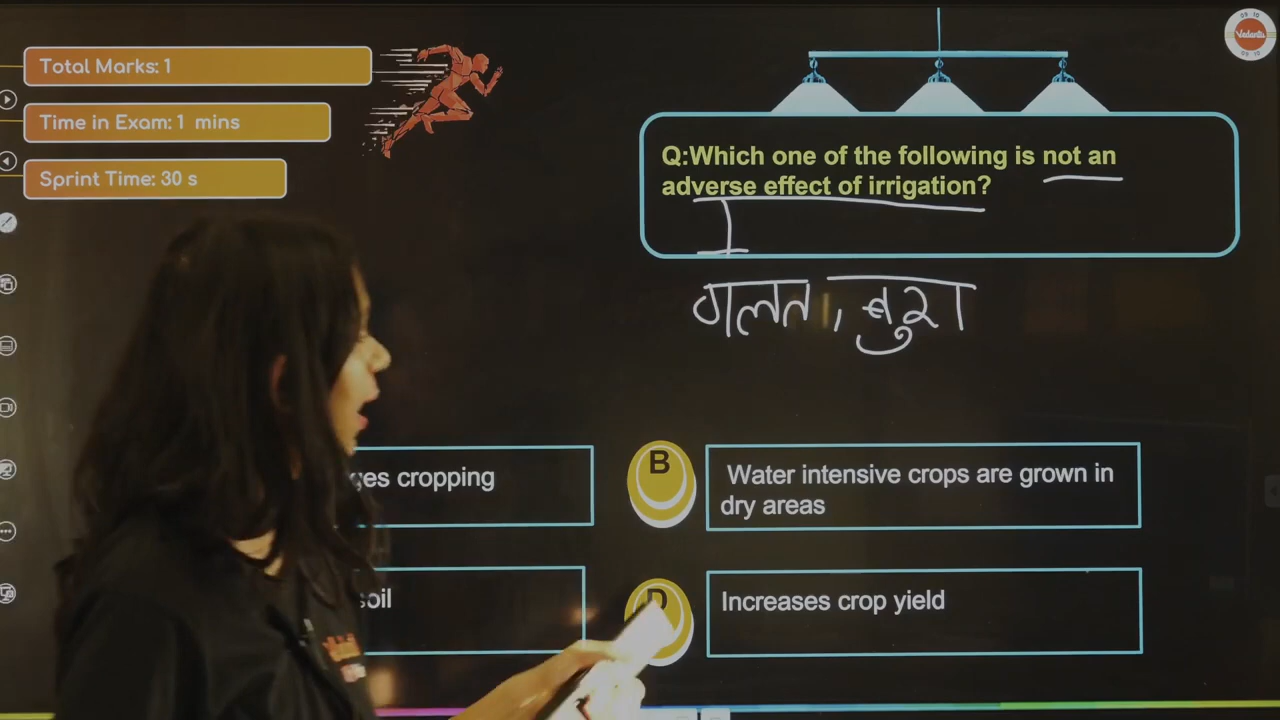 Total Marks: 1
Time in Exam: 1 mins
Sprint Time: 30 s
Vedantu
Q:Which one of the following is not an
adverse effect of irrigation?
गलत, बुरा
cropping
B
Water intensive crops are grown in
dry areas
soil
D
Increases crop yield